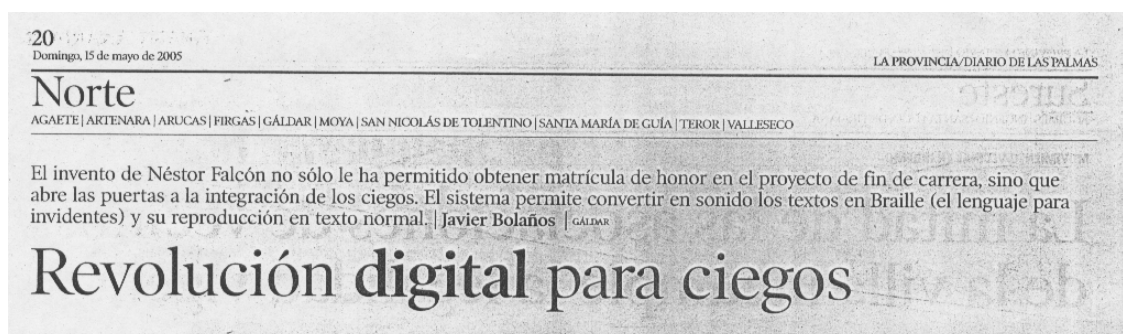 20
Domingo, 15 de mayo de 2005
LA PROVINCIA/DIARIO DE LAS PALMAS
Norte
AGAETE | ARTENARA | ARUCAS | FIRGAS | GÁLDAR | MOYA | SAN NICOLÁS DE TOLENTINO | SANTA MARÍA DE GUÍA | TEROR | VALLESECO
El invento de Néstor Falcón no sólo le ha permitido obtener matrícula de honor en el proyecto de fin de carrera, sino que
abre las puertas a la integración de los ciegos. El sistema permite convertir en sonido los textos en Braille (el lenguaje para
invidentes) y su reproducción en texto normal. | Javier Bolaños | GÁLDAR
Revolución digital para ciegos